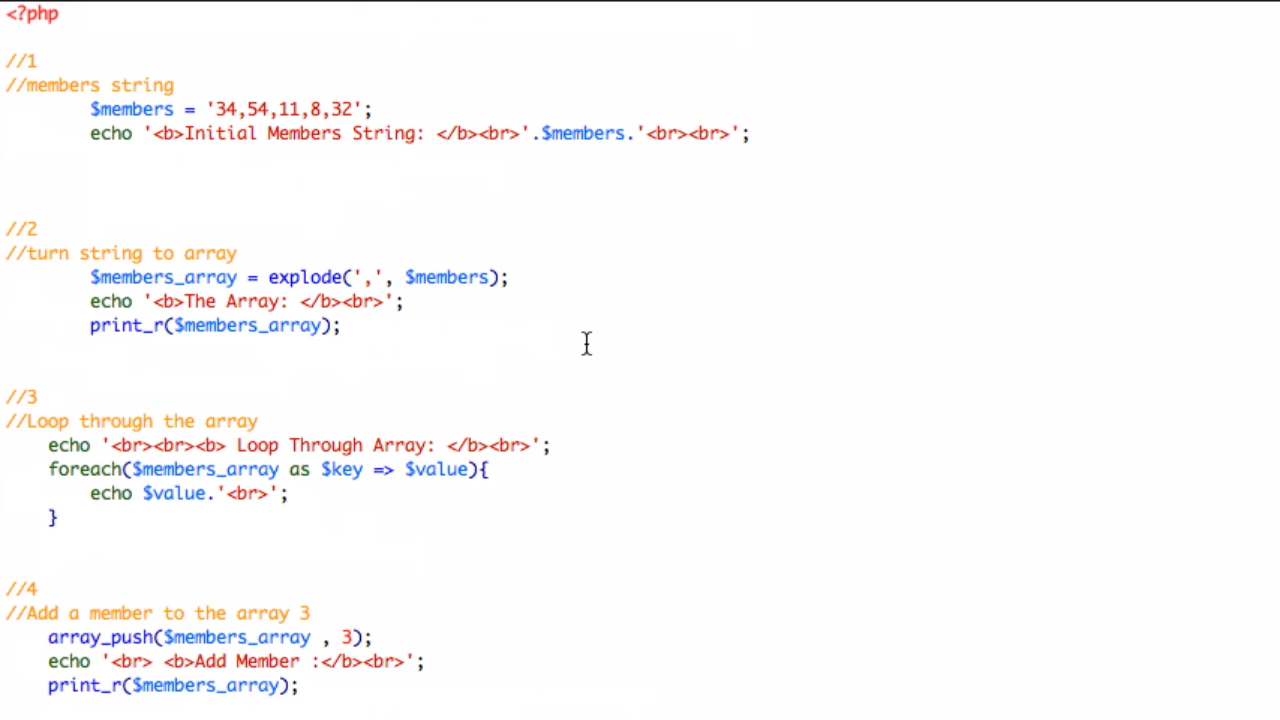 <?php
//1
//members string
$members = '34,54,11,8,32';
echo '<b>Initial Members String: </b><br>'.$members.'<br><br>';
//2
//turn string to array
$members_array = explode(',', $members);
echo '<b>The Array: </b><br>';
print_r($members_array);
//3
//Loop through the array
echo '<br><br><b> Loop Through Array: </b><br>';
foreach($members_array as $key => $value){
echo $value.'<br>';
}
//4
//Add a member to the array 3
array_push($members_array , 3);
echo '<br> <b>Add Member :</b><br>';
print_r($members_array);